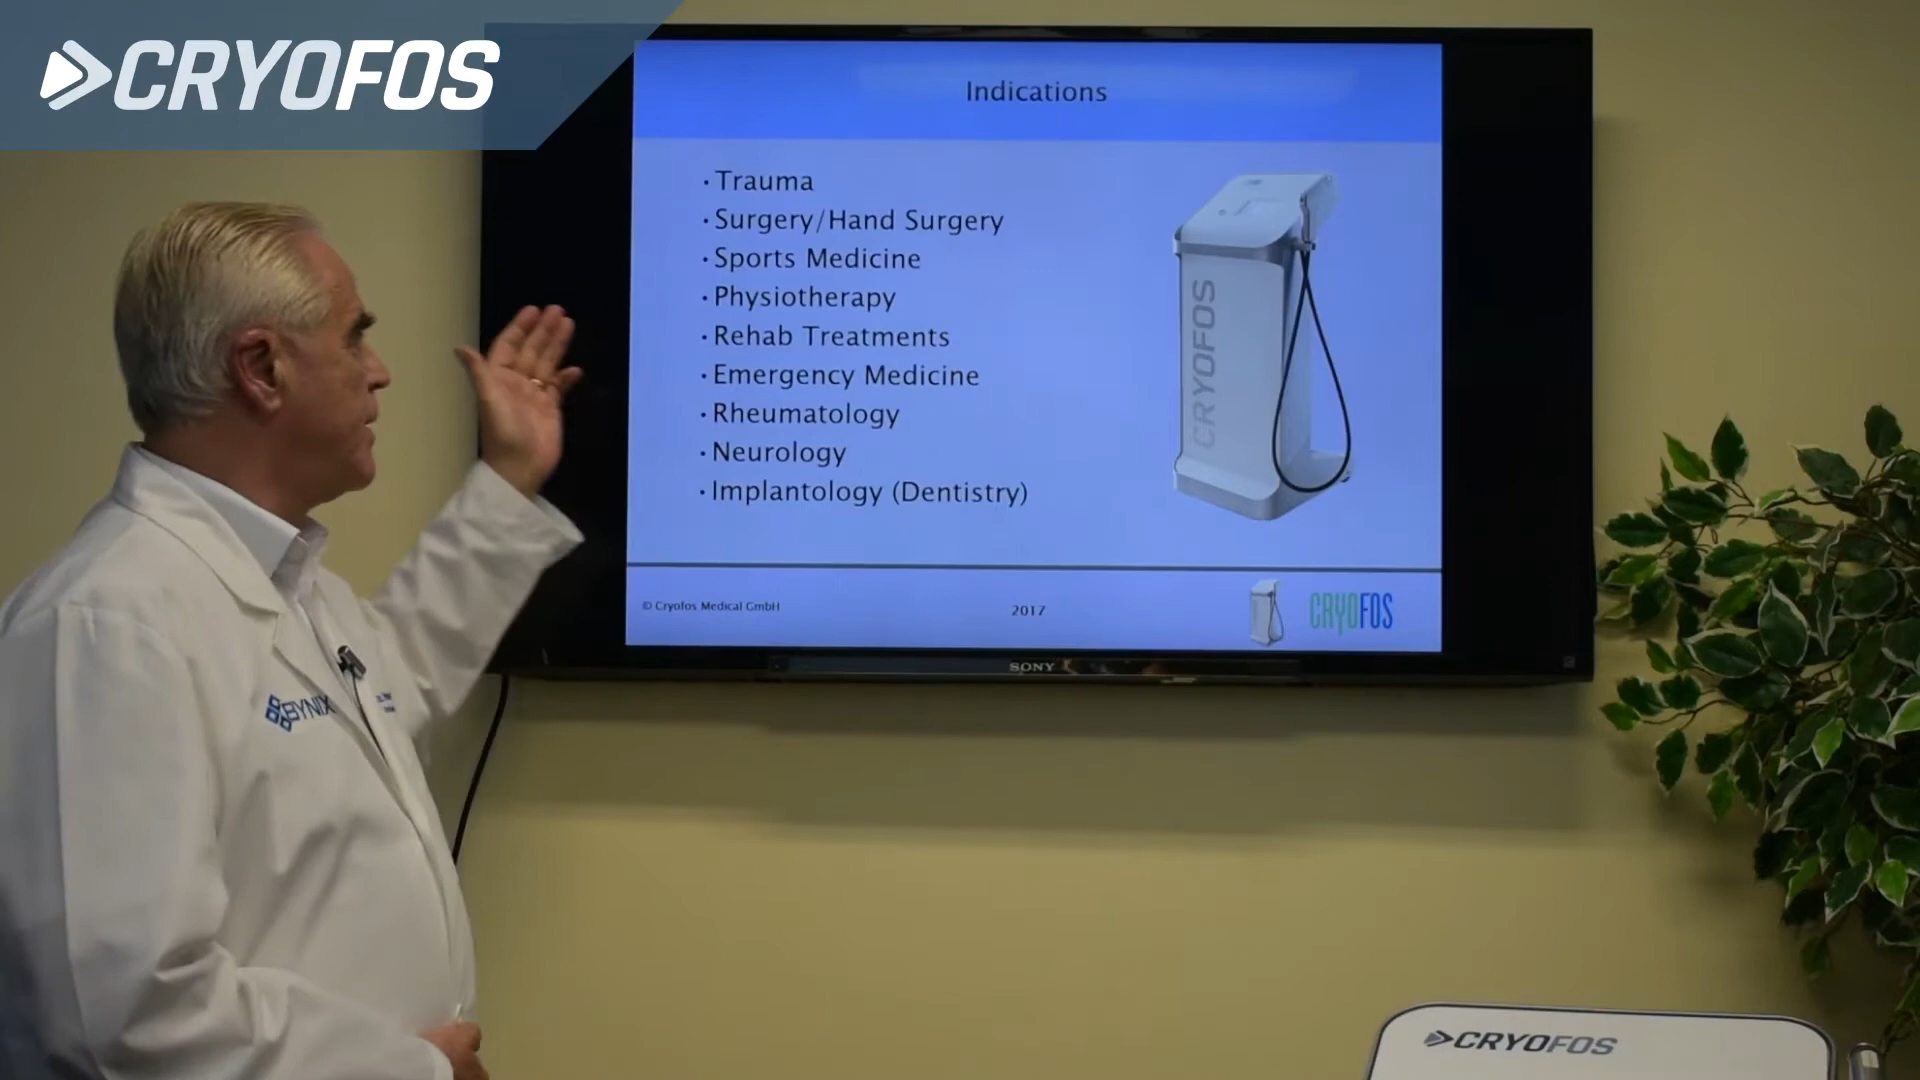 CRYOFOS
Indications
· Trauma
· Surgery/Hand Surgery
· Sports Medicine
· Physiotherapy
· Rehab Treatments
· Emergency Medicine
· Rheumatology
· Neurology
· Implantology (Dentistry)
CRYOFOS
© Cryofos Medical GmbH
2017
CRYOFOS
SONY
BYNIX
CRYOFOS